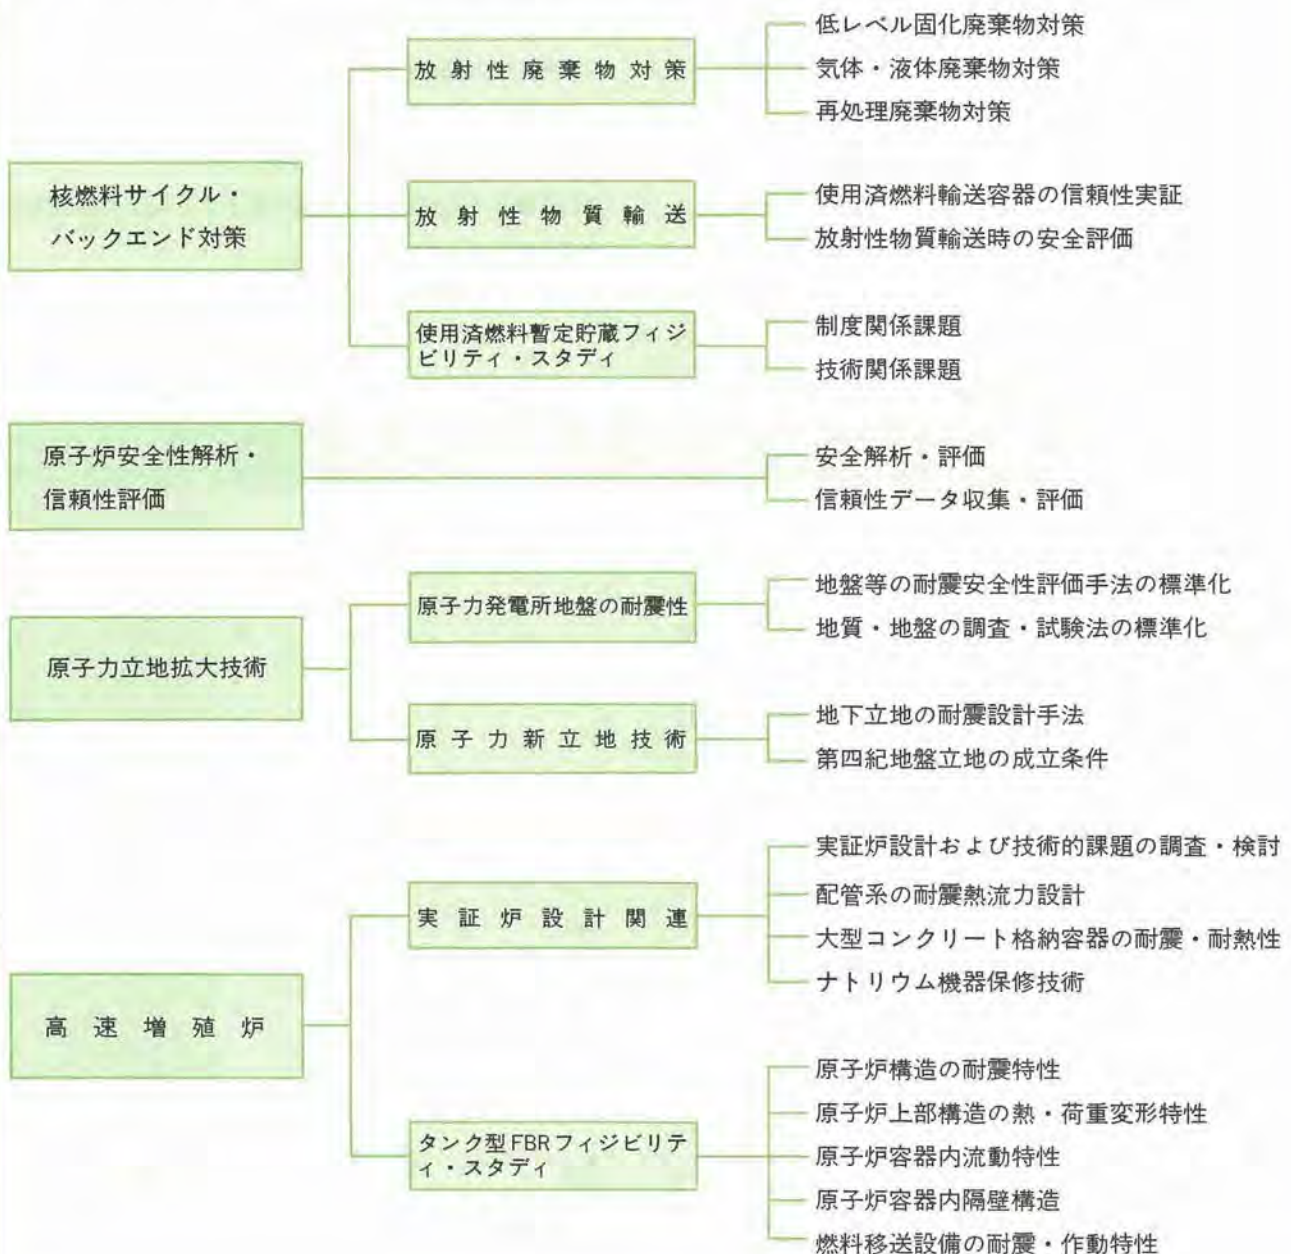 核燃料サイクル・
バックエンド対策
放射性廃棄物対策
低レベル固化廃棄物対策
気体・液体廃棄物対策
再処理廃棄物対策
放射性物質輸送
使用済燃料輸送容器の信頼性実証
放射性物質輸送時の安全評価
使用済燃料暫定貯蔵フィジ
ビリティ・スタディ
制度関係課題
技術関係課題
原子炉安全性解析・
信頼性評価
安全解析・評価
信頼性データ収集・評価
原子力立地拡大技術
原子力発電所地盤の耐震性
地盤等の耐震安全性評価手法の標準化
地質・地盤の調査・試験法の標準化
原子力新立地技術
地下立地の耐震設計手法
第四紀地盤立地の成立条件
高速増殖炉
実証炉設計関連
実証炉設計および技術的課題の調査・検討
配管系の耐震熱流力設計
大型コンクリート格納容器の耐震・耐熱性
ナトリウム機器保修技術
タンク型FBRフィジビリテ
ィ・スタディ
原子炉構造の耐震特性
原子炉上部構造の熱・荷重変形特性
原子炉容器内流動特性
原子炉容器内隔壁構造
燃料移送設備の耐震・作動特性